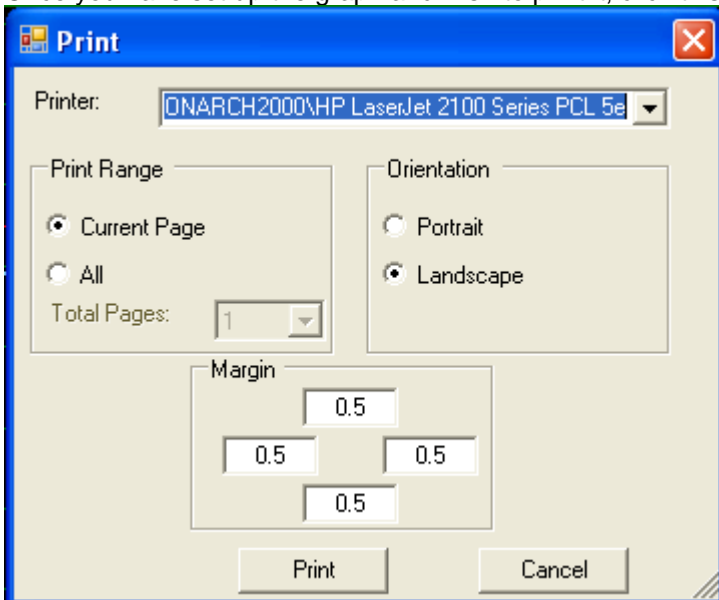 Print
Printer: ONARCH2000\HP LaserJet 2100 Series PCL 5e
Print Range
Orientation
Current Page
Portrait
All
Landscape
Total Pages: 1
Margin
0.5
0.5 0.5
0.5
Print Cancel